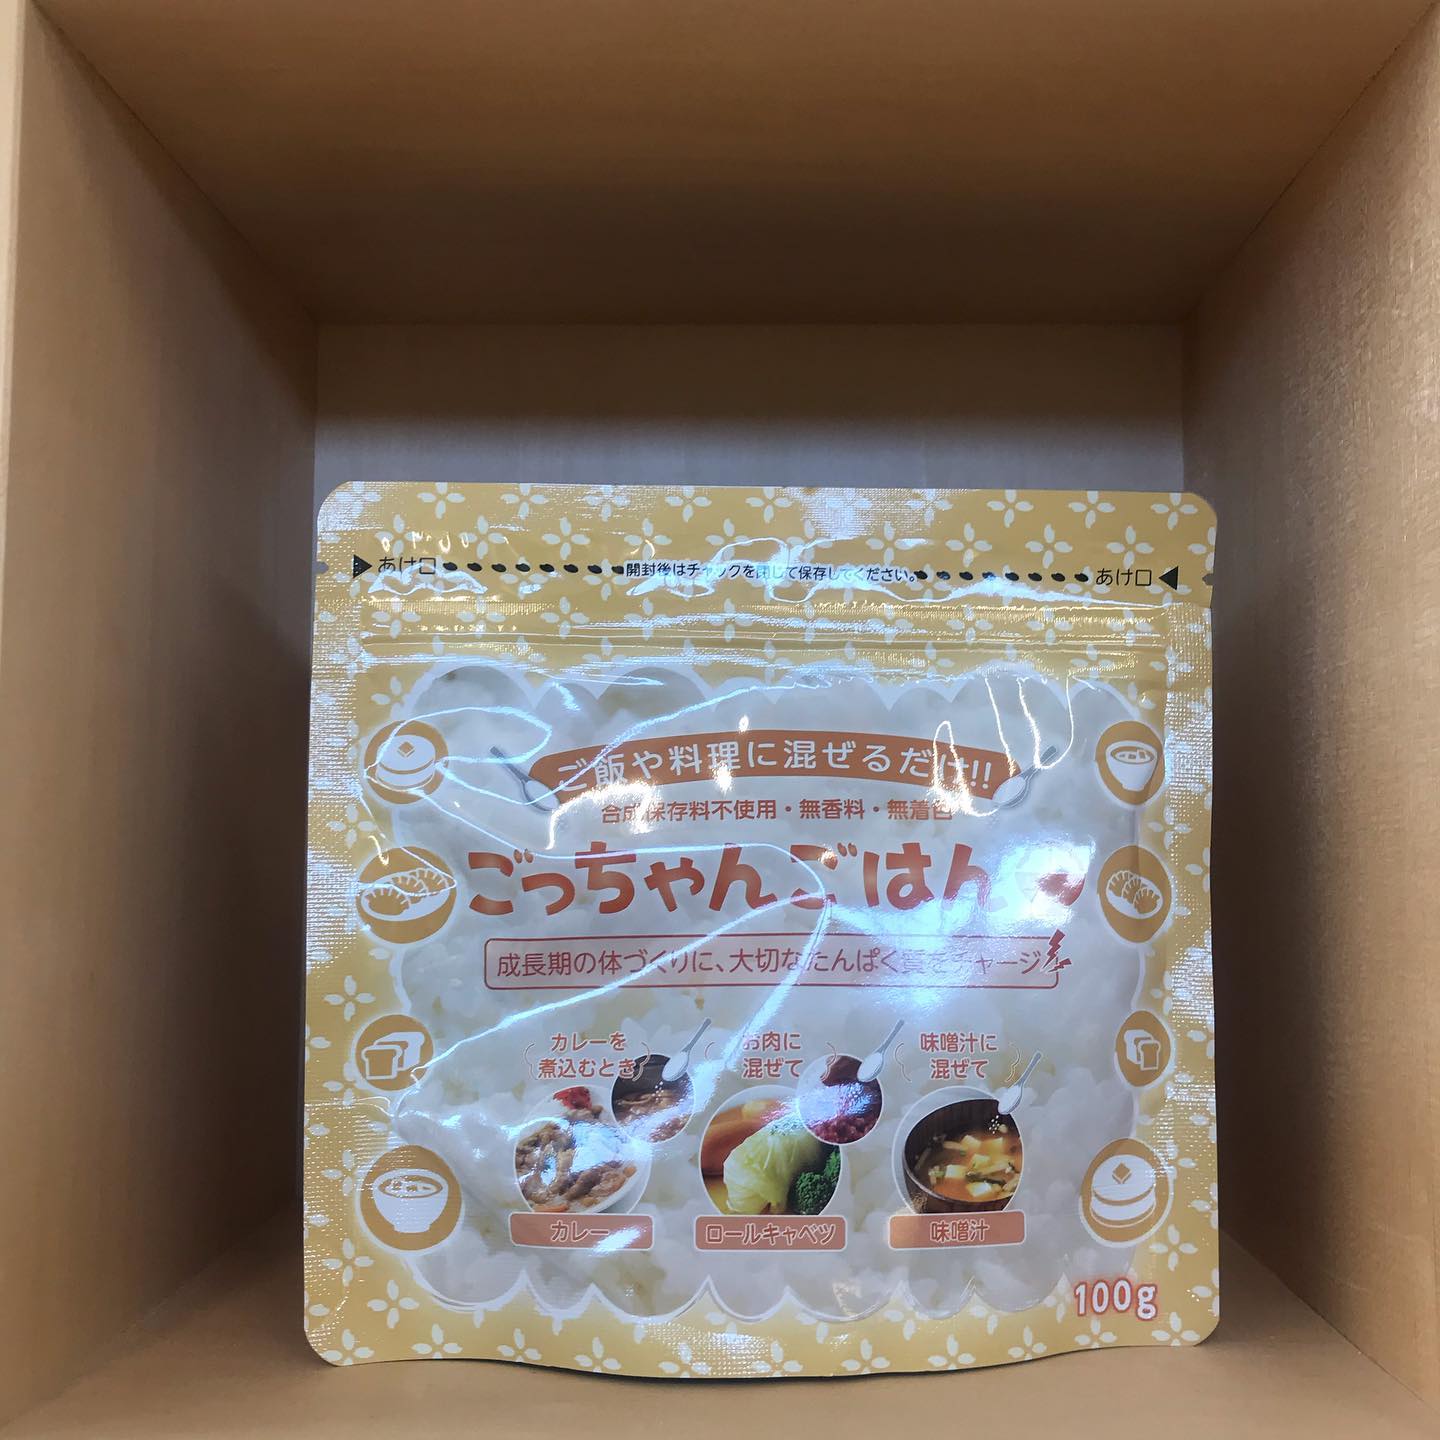 あけ口
開封後はチャックを閉じて保存してください。
あけ口
ご飯や料理に混ぜるだけ!!
合成保存料不使用・無香料・無着色
ごっちゃんごはん
成長期の体づくりに、大切なたんぱく質をチャージ
カレーを
煮込むとき
お肉に
混ぜて
味噌汁に
混ぜて
カレー
ロールキャベツ
味噌汁
100g